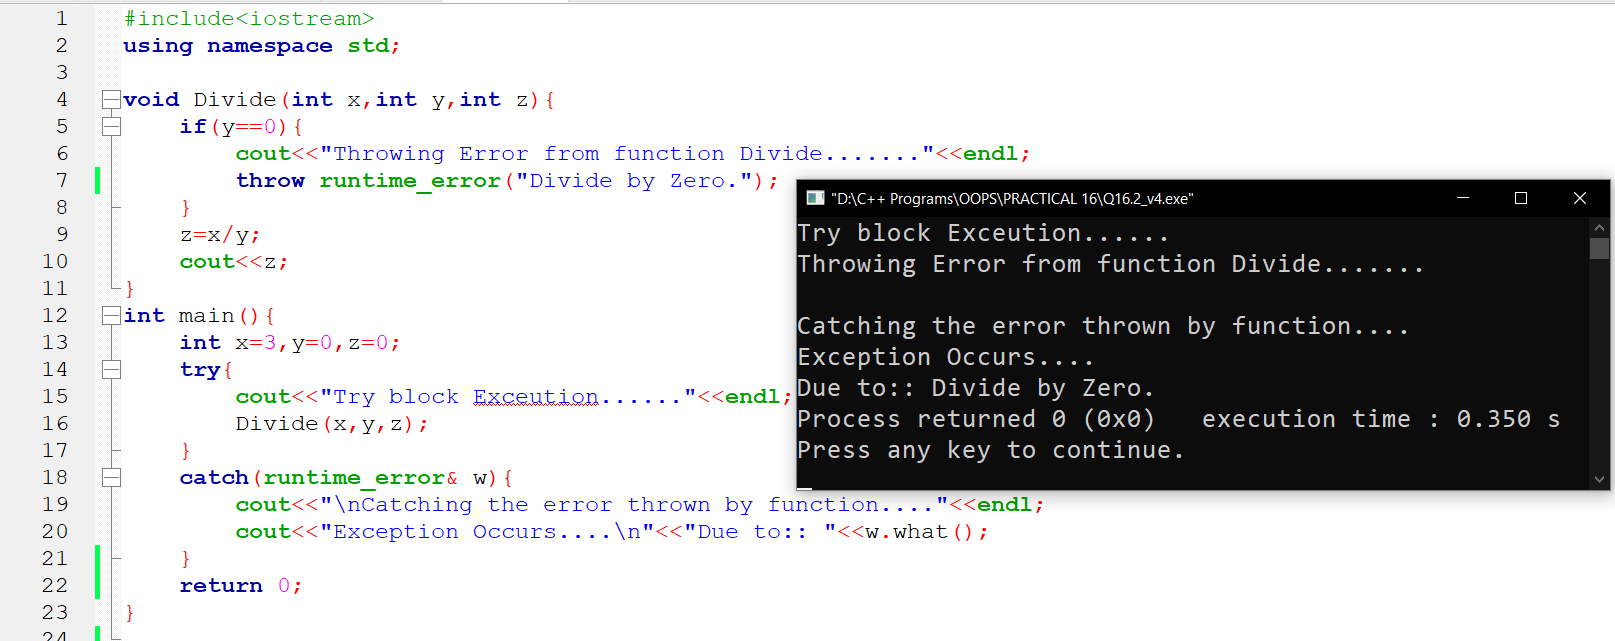 1 #include<iostream>
2 using namespace std;
3
4 void Divide(int x,int y,int z){
5 if(y==0){
6 cout<<"Throwing Error from function Divide......."<<endl;
7 throw runtime_error("Divide by Zero.");
8 }
9 z=x/y;
10 cout<<z;
11 }
12 int main(){
13 int x=3,y=0,z=0;
14 try{
15 cout<<"Try block Exceution......"<<endl;
16 Divide(x,y,z);
17 }
18 catch(runtime_error& w){
19 cout<<"\nCatching the error thrown by function...."<<endl;
20 cout<<"Exception Occurs....\n"<<"Due to:: "<<w.what();
21 }
22 return 0;
23 }
24
"D:\C++ Programs\OOPS\PRACTICAL 16\Q16.2_v4.exe"
Try block Exceution......
Throwing Error from function Divide.......
Catching the error thrown by function....
Exception Occurs....
Due to:: Divide by Zero.
Process returned 0 (0x0) execution time : 0.350 s
Press any key to continue.